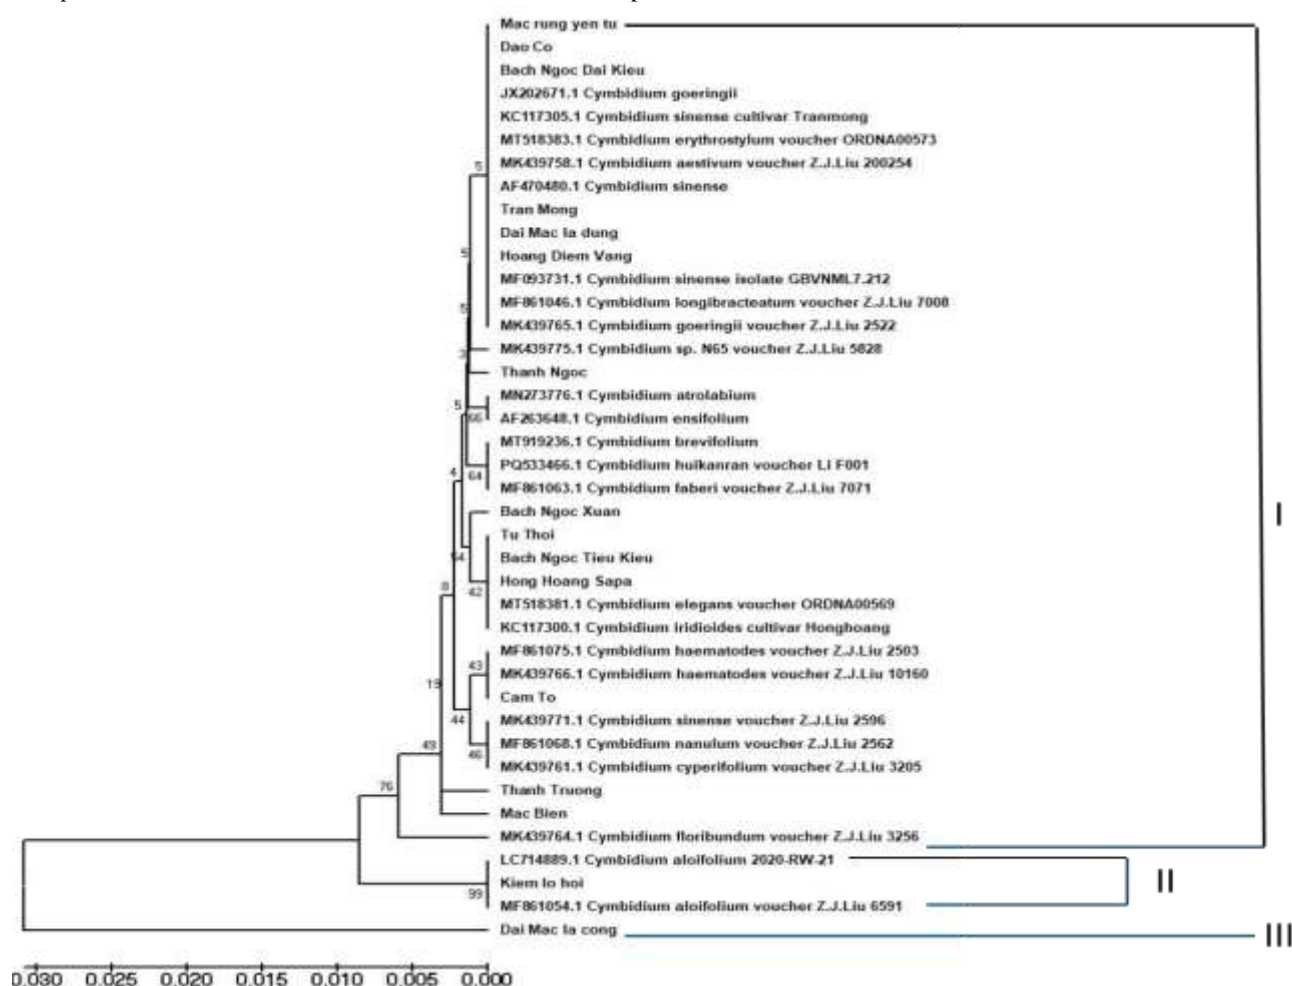 Mac rung yen tu
Dao Co
Bach Ngoc Dai Kieu
JX202671.1 Cymbidium goeringii
KC117305.1 Cymbidium sinense cultivar Tranmong
MT518383.1 Cymbidium erythrostylum voucher ORDNA00573
MK439758.1 Cymbidium aestivum voucher Z.J.Liu 200254
5
AF470480.1 Cymbidium sinense
Tran Mong
Dai Mac la dung
Hoang Diem Vang
5
MF093731.1 Cymbidium sinense isolate GBVNML7.212
MF861046.1 Cymbidium longibracteatum voucher Z.J.Liu 7008
5
MK439765.1 Cymbidium goeringii voucher Z.J.Liu 2522
MK439775.1 Cymbidium sp. N65 voucher Z.J.Liu 5828
3
Thanh Ngoc
MN273776.1 Cymbidium atrolabium
5
AF263648.1 Cymbidium ensifolium
66
MT919236.1 Cymbidium brevifolium
PQ533466.1 Cymbidium huikanran voucher Li F001
4
64
MF861063.1 Cymbidium faberi voucher Z.J.Liu 7071
Bach Ngoc Xuan
I
Tu Thoi
Bach Ngoc Tieu Kieu
54
Hong Hoang Sapa
8
42
MT518381.1 Cymbidium elegans voucher ORDNA00569
KC117300.1 Cymbidium iridioides cultivar Honghoang
MF861075.1 Cymbidium haematodes voucher Z.J.Liu 2503
43
MK439766.1 Cymbidium haematodes voucher Z.J.Liu 10160
19
Cam To
44
MK439771.1 Cymbidium sinense voucher Z.J.Liu 2596
MF861068.1 Cymbidium nanulum voucher Z.J.Liu 2562
46
MK439761.1 Cymbidium cyperifolium voucher Z.J.Liu 3205
Thanh Truong
76
Mac Bien
MK439764.1 Cymbidium floribundum voucher Z.J.Liu 3256
LC714889.1 Cymbidium aloifolium 2020-RW-21
Kiem lo hoi
II
99
MF861054.1 Cymbidium aloifolium voucher Z.J.Liu 6591
Dai Mac la cong
III
0.030 0.025 0.020 0.015 0.010 0.005 0.000